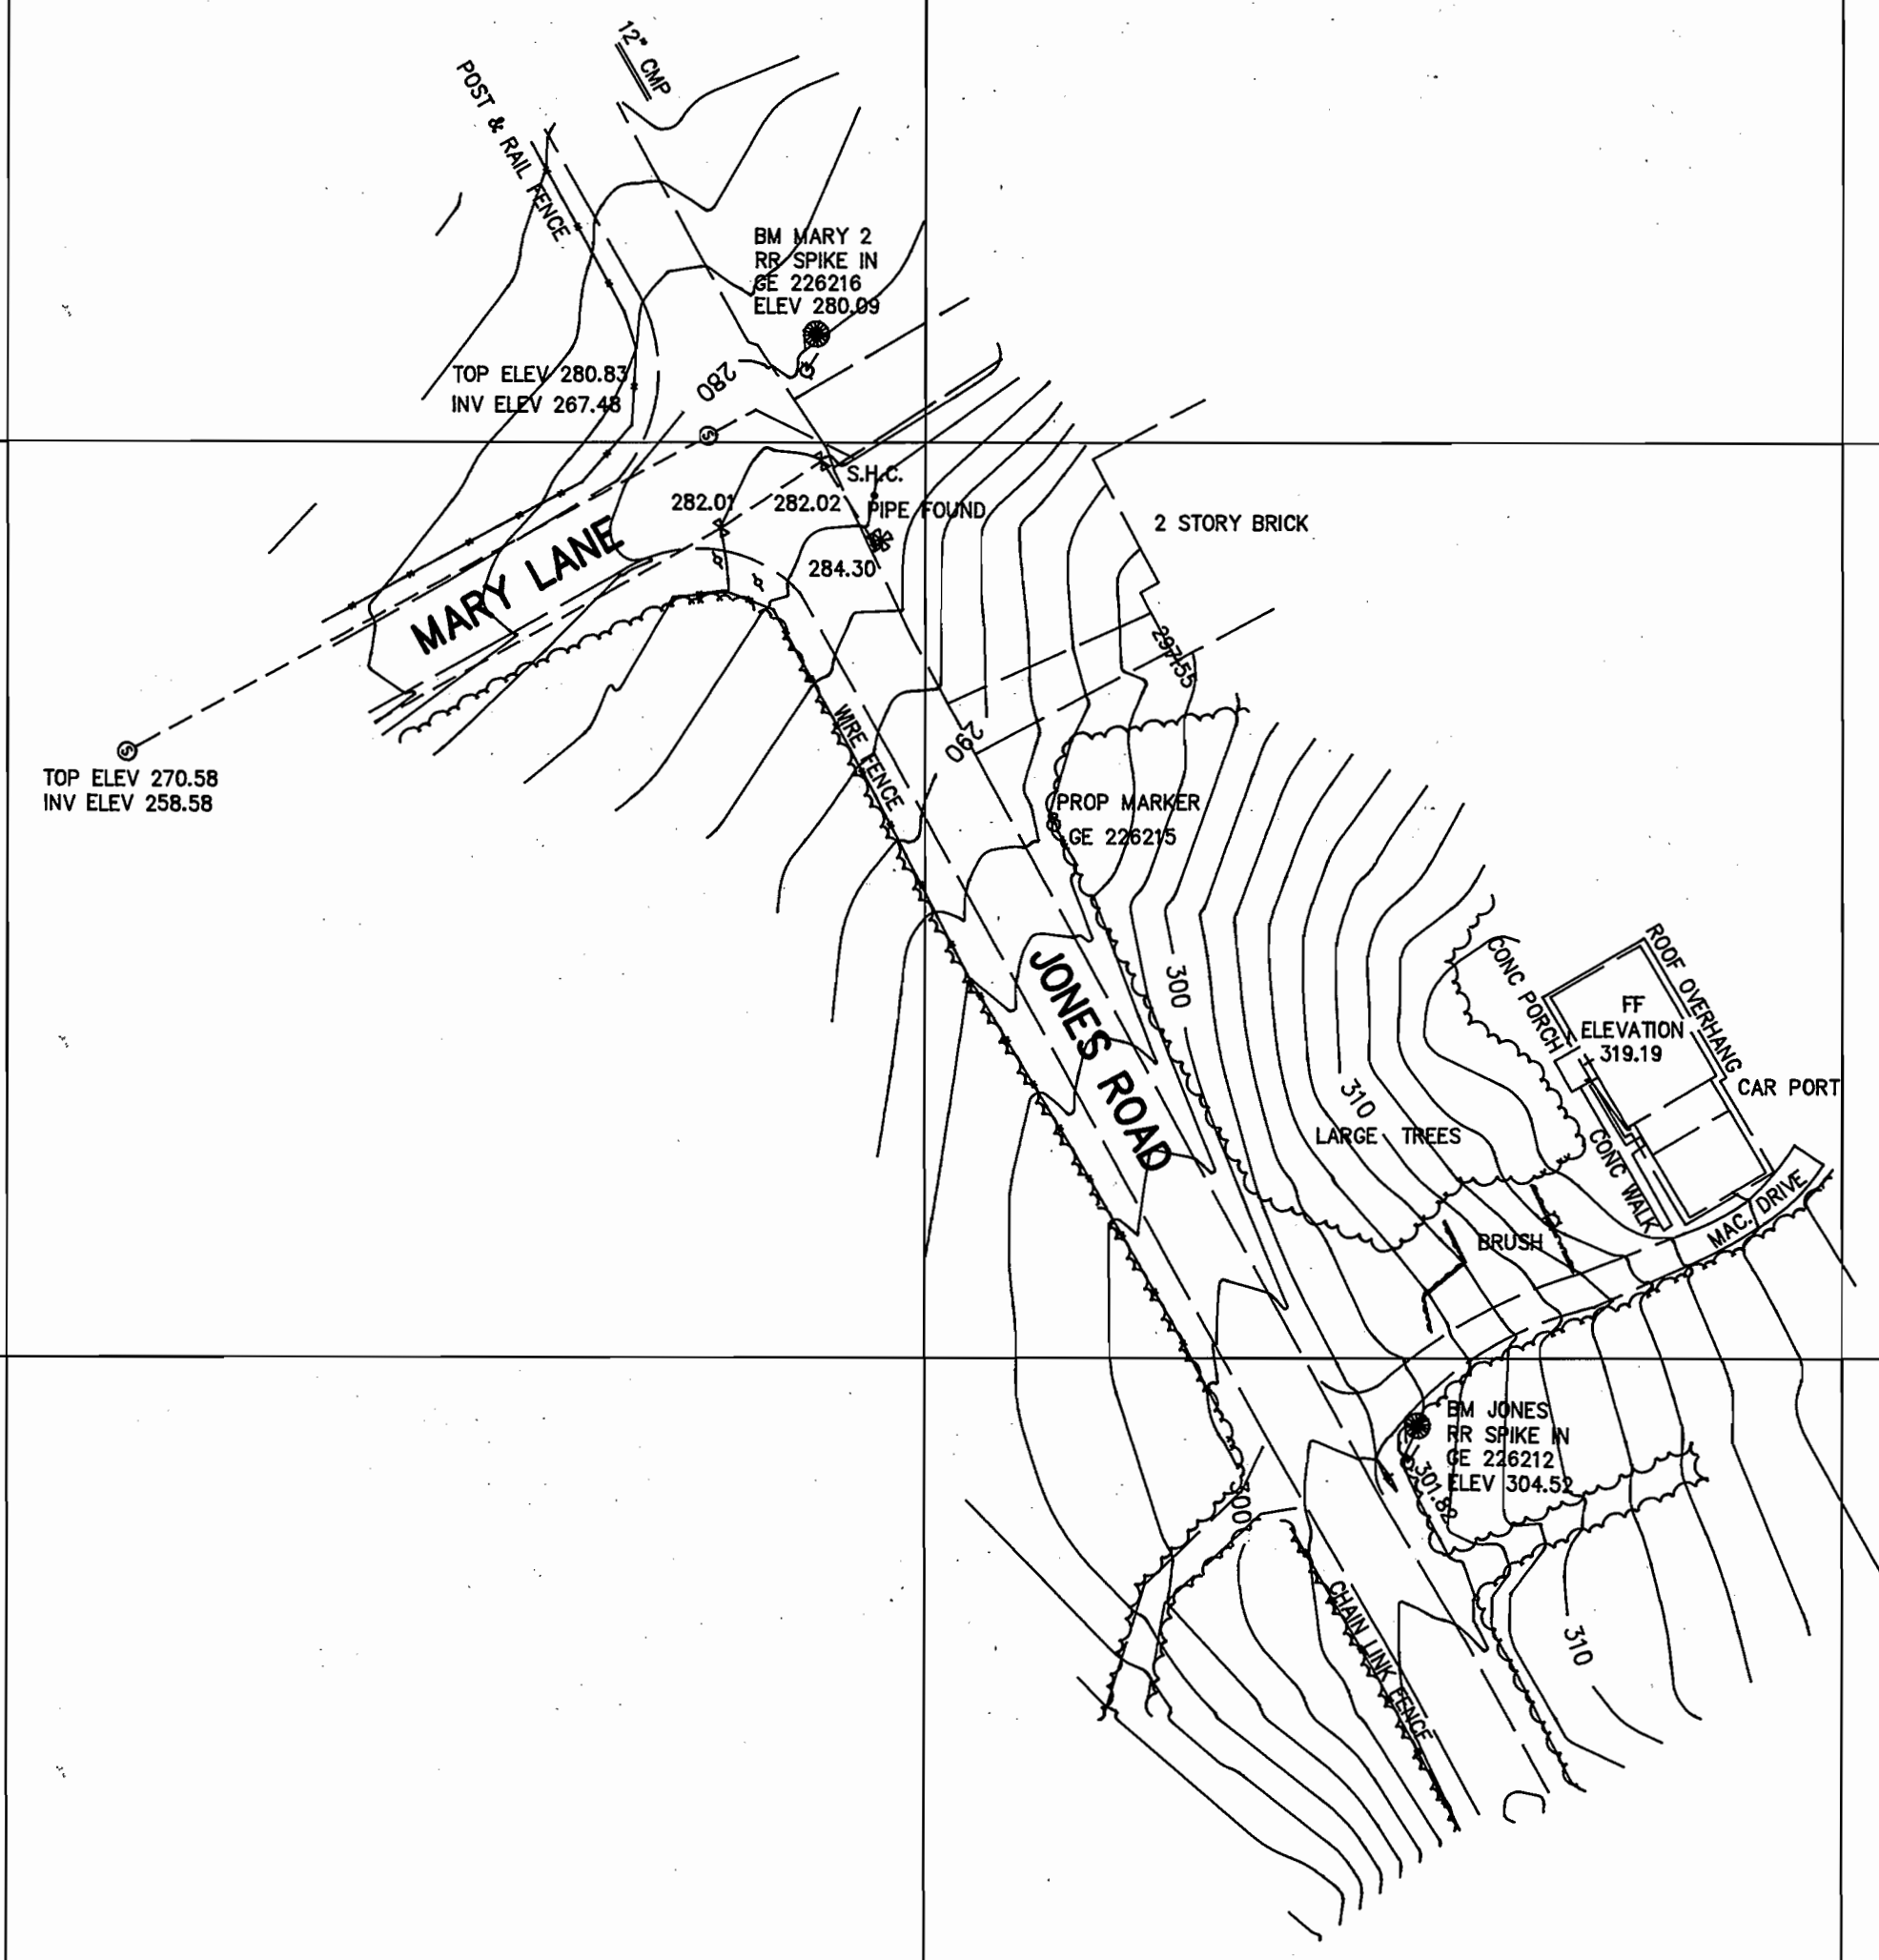 12" CMP
POST & RAIL FENCE
BM MARY 2
RR SPIKE IN
GE 226216
ELEV 280.09
TOP ELEV 280.83
INV ELEV 267.48
280
S.H.C.
282.01
282.02
PIPE FOUND
2 STORY BRICK
284.30
MARY LANE
297.55
WIRE FENCE
290
TOP ELEV 270.58
INV ELEV 258.58
PROP MARKER
GE 226215
JONES ROAD
300
CONC PORCH
ROOF OVERHANG
FF
ELEVATION
319.19
CAR PORT
310
LARGE TREES
CONC WALK
MAC. DRIVE
BRUSH
BM JONES
RR SPIKE IN
GE 226212
ELEV 304.52
301.82
300
CHAIN LINK FENCE
310
S
S